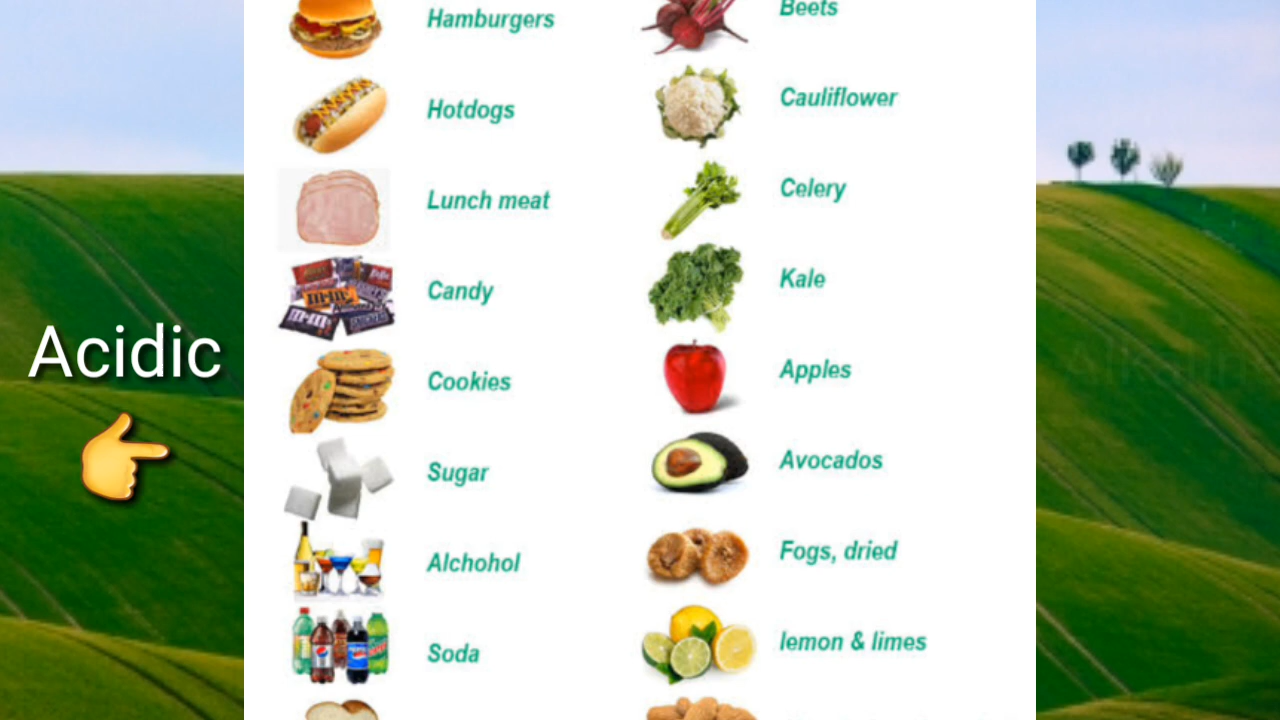 Hamburgers
Beets
Hotdogs
Cauliflower
Lunch meat
Celery
Candy
Kale
Acidic
Cookies
Apples
Sugar
Avocados
Alchohol
Fogs, dried
Soda
lemon & limes